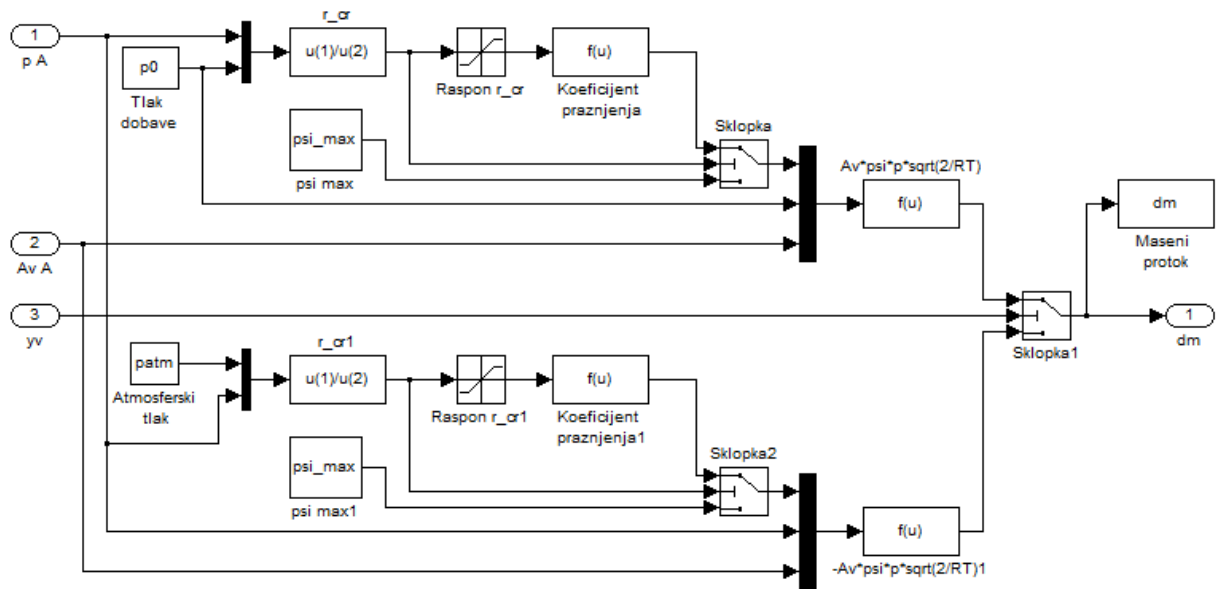 r_cr
1
p A
u(1)/u(2)
f(u)
p0
Tlak
dobave
Raspon r_cr
Koeficijent
praznjenja
psi_max
psi max
Sklopka
Av*psi*p*sqrt(2/RT)
f(u)
dm
Maseni
protok
2
Av A
3
yv
1
dm
Sklopka1
r_cr1
patm
Atmosferski
tlak
u(1)/u(2)
f(u)
Raspon r_cr1
Koeficijent
praznjenja1
psi_max
psi max1
Sklopka2
f(u)
-Av*psi*p*sqrt(2/RT)1